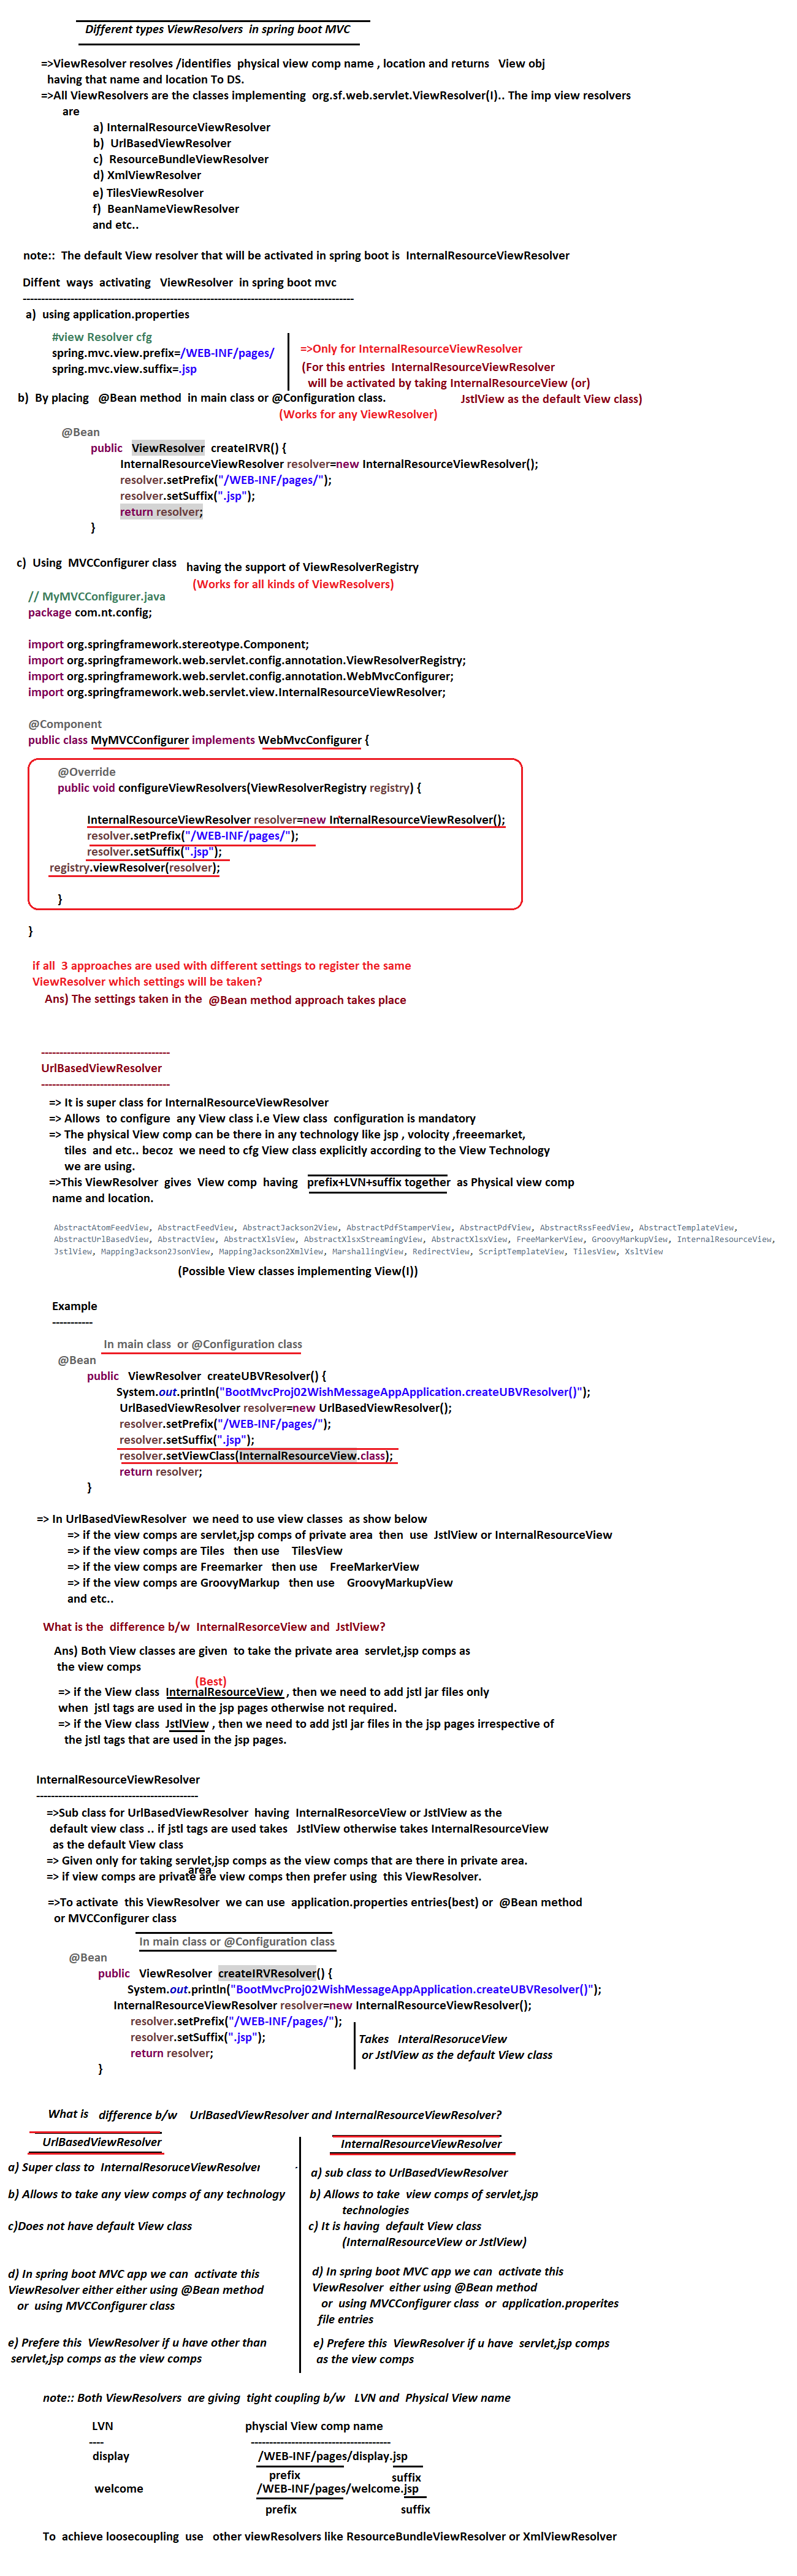 Different types ViewResolvers in spring boot MVC
=>ViewResolver resolves /identifies physical view comp name , location and returns View obj
having that name and location To DS.
=>All ViewResolvers are the classes implementing org.sf.web.servlet.ViewResolver(I).. The imp view resolvers
are
a) InternalResourceViewResolver
b) UrlBasedViewResolver
c) ResourceBundleViewResolver
d) XmlViewResolver
e) TilesViewResolver
f) BeanNameViewResolver
and etc..
note:: The default View resolver that will be activated in spring boot is InternalResourceViewResolver
Diffent ways activating ViewResolver in spring boot mvc
------------------------------------------------------------------------------------------
a) using application.properties
#view Resolver cfg
spring.mvc.view.prefix=/WEB-INF/pages/
spring.mvc.view.suffix=.jsp
=>Only for InternalResourceViewResolver
(For this entries InternalResourceViewResolver
will be activated by taking InternalResourceView (or)
JstlView as the default View class)
b) By placing @Bean method in main class or @Configuration class.
(Works for any ViewResolver)
@Bean
public ViewResolver createIRVR() {
InternalResourceViewResolver resolver=new InternalResourceViewResolver();
resolver.setPrefix("/WEB-INF/pages/");
resolver.setSuffix(".jsp");
return resolver;
}
c) Using MVCConfigurer class having the support of ViewResolverRegistry
(Works for all kinds of ViewResolvers)
// MyMVCConfigurer.java
package com.nt.config;
import org.springframework.stereotype.Component;
import org.springframework.web.servlet.config.annotation.ViewResolverRegistry;
import org.springframework.web.servlet.config.annotation.WebMvcConfigurer;
import org.springframework.web.servlet.view.InternalResourceViewResolver;
@Component
public class MyMVCConfigurer implements WebMvcConfigurer {
@Override
public void configureViewResolvers(ViewResolverRegistry registry) {
InternalResourceViewResolver resolver=new InternalResourceViewResolver();
resolver.setPrefix("/WEB-INF/pages/");
resolver.setSuffix(".jsp");
registry.viewResolver(resolver);
}
}
if all 3 approaches are used with different settings to register the same
ViewResolver which settings will be taken?
Ans) The settings taken in the @Bean method approach takes place
-----------------------------------
UrlBasedViewResolver
-----------------------------------
=> It is super class for InternalResourceViewResolver
=> Allows to configure any View class i.e View class configuration is mandatory
=> The physical View comp can be there in any technology like jsp , volocity ,freeemarket,
tiles and etc.. becoz we need to cfg View class explicitly according to the View Technology
we are using.
=>This ViewResolver gives View comp having prefix+LVN+suffix together as Physical view comp
name and location.
AbstractAtomFeedView, AbstractFeedView, AbstractJackson2View, AbstractPdfStamperView, AbstractPdfView, AbstractRssFeedView, AbstractTemplateView,
AbstractUrlBasedView, AbstractView, AbstractXlsView, AbstractXlsxStreamingView, AbstractXlsxView, FreeMarkerView, GroovyMarkupView, InternalResourceView,
JstlView, MappingJackson2JsonView, MappingJackson2XmlView, MarshallingView, RedirectView, ScriptTemplateView, TilesView, XsltView
(Possible View classes implementing View(I))
Example
-----------
In main class or @Configuration class
@Bean
public ViewResolver createUBVResolver() {
System.out.println("BootMvcProj02WishMessageAppApplication.createUBVResolver()");
UrlBasedViewResolver resolver=new UrlBasedViewResolver();
resolver.setPrefix("/WEB-INF/pages/");
resolver.setSuffix(".jsp");
resolver.setViewClass(InternalResourceView.class);
return resolver;
}
=> In UrlBasedViewResolver we need to use view classes as show below
=> if the view comps are servlet,jsp comps of private area then use JstlView or InternalResourceView
=> if the view comps are Tiles then use TilesView
=> if the view comps are Freemarker then use FreeMarkerView
=> if the view comps are GroovyMarkup then use GroovyMarkupView
and etc..
What is the difference b/w InternalResorceView and JstlView?
Ans) Both View classes are given to take the private area servlet,jsp comps as
the view comps
(Best)
=> if the View class InternalResourceView , then we need to add jstl jar files only
when jstl tags are used in the jsp pages otherwise not required.
=> if the View class JstlView , then we need to add jstl jar files in the jsp pages irrespective of
the jstl tags that are used in the jsp pages.
InternalResourceViewResolver
--------------------------------------------
=>Sub class for UrlBasedViewResolver having InternalResorceView or JstlView as the
default view class .. if jstl tags are used takes JstlView otherwise takes InternalResourceView
as the default View class
=> Given only for taking servlet,jsp comps as the view comps that are there in private area.
area
=> if view comps are private are view comps then prefer using this ViewResolver.
=>To activate this ViewResolver we can use application.properties entries(best) or @Bean method
or MVCConfigurer class
In main class or @Configuration class
@Bean
public ViewResolver createIRVResolver() {
System.out.println("BootMvcProj02WishMessageAppApplication.createUBVResolver()");
InternalResourceViewResolver resolver=new InternalResourceViewResolver();
resolver.setPrefix("/WEB-INF/pages/");
resolver.setSuffix(".jsp");
return resolver;
}
Takes InteralResoruceView
or JstlView as the default View class
What is difference b/w UrlBasedViewResolver and InternalResourceViewResolver?
UrlBasedViewResolver
a) Super class to InternalResoruceViewResolver
b) Allows to take any view comps of any technology
c)Does not have default View class
d) In spring boot MVC app we can activate this
ViewResolver either either using @Bean method
or using MVCConfigurer class
e) Prefere this ViewResolver if u have other than
servlet,jsp comps as the view comps
InternalResourceViewResolver
a) sub class to UrlBasedViewResolver
b) Allows to take view comps of servlet,jsp
technologies
c) It is having default View class
(InternalResourceView or JstlView)
d) In spring boot MVC app we can activate this
ViewResolver either using @Bean method
or using MVCConfigurer class or application.properites
file entries
e) Prefere this ViewResolver if u have servlet,jsp comps
as the view comps
note:: Both ViewResolvers are giving tight coupling b/w LVN and Physical View name
LVN physcial View comp name
---- --------------------------------------
display /WEB-INF/pages/display.jsp
prefix suffix
welcome /WEB-INF/pages/welcome.jsp
prefix suffix
To achieve loosecoupling use other viewResolvers like ResourceBundleViewResolver or XmlViewResolver